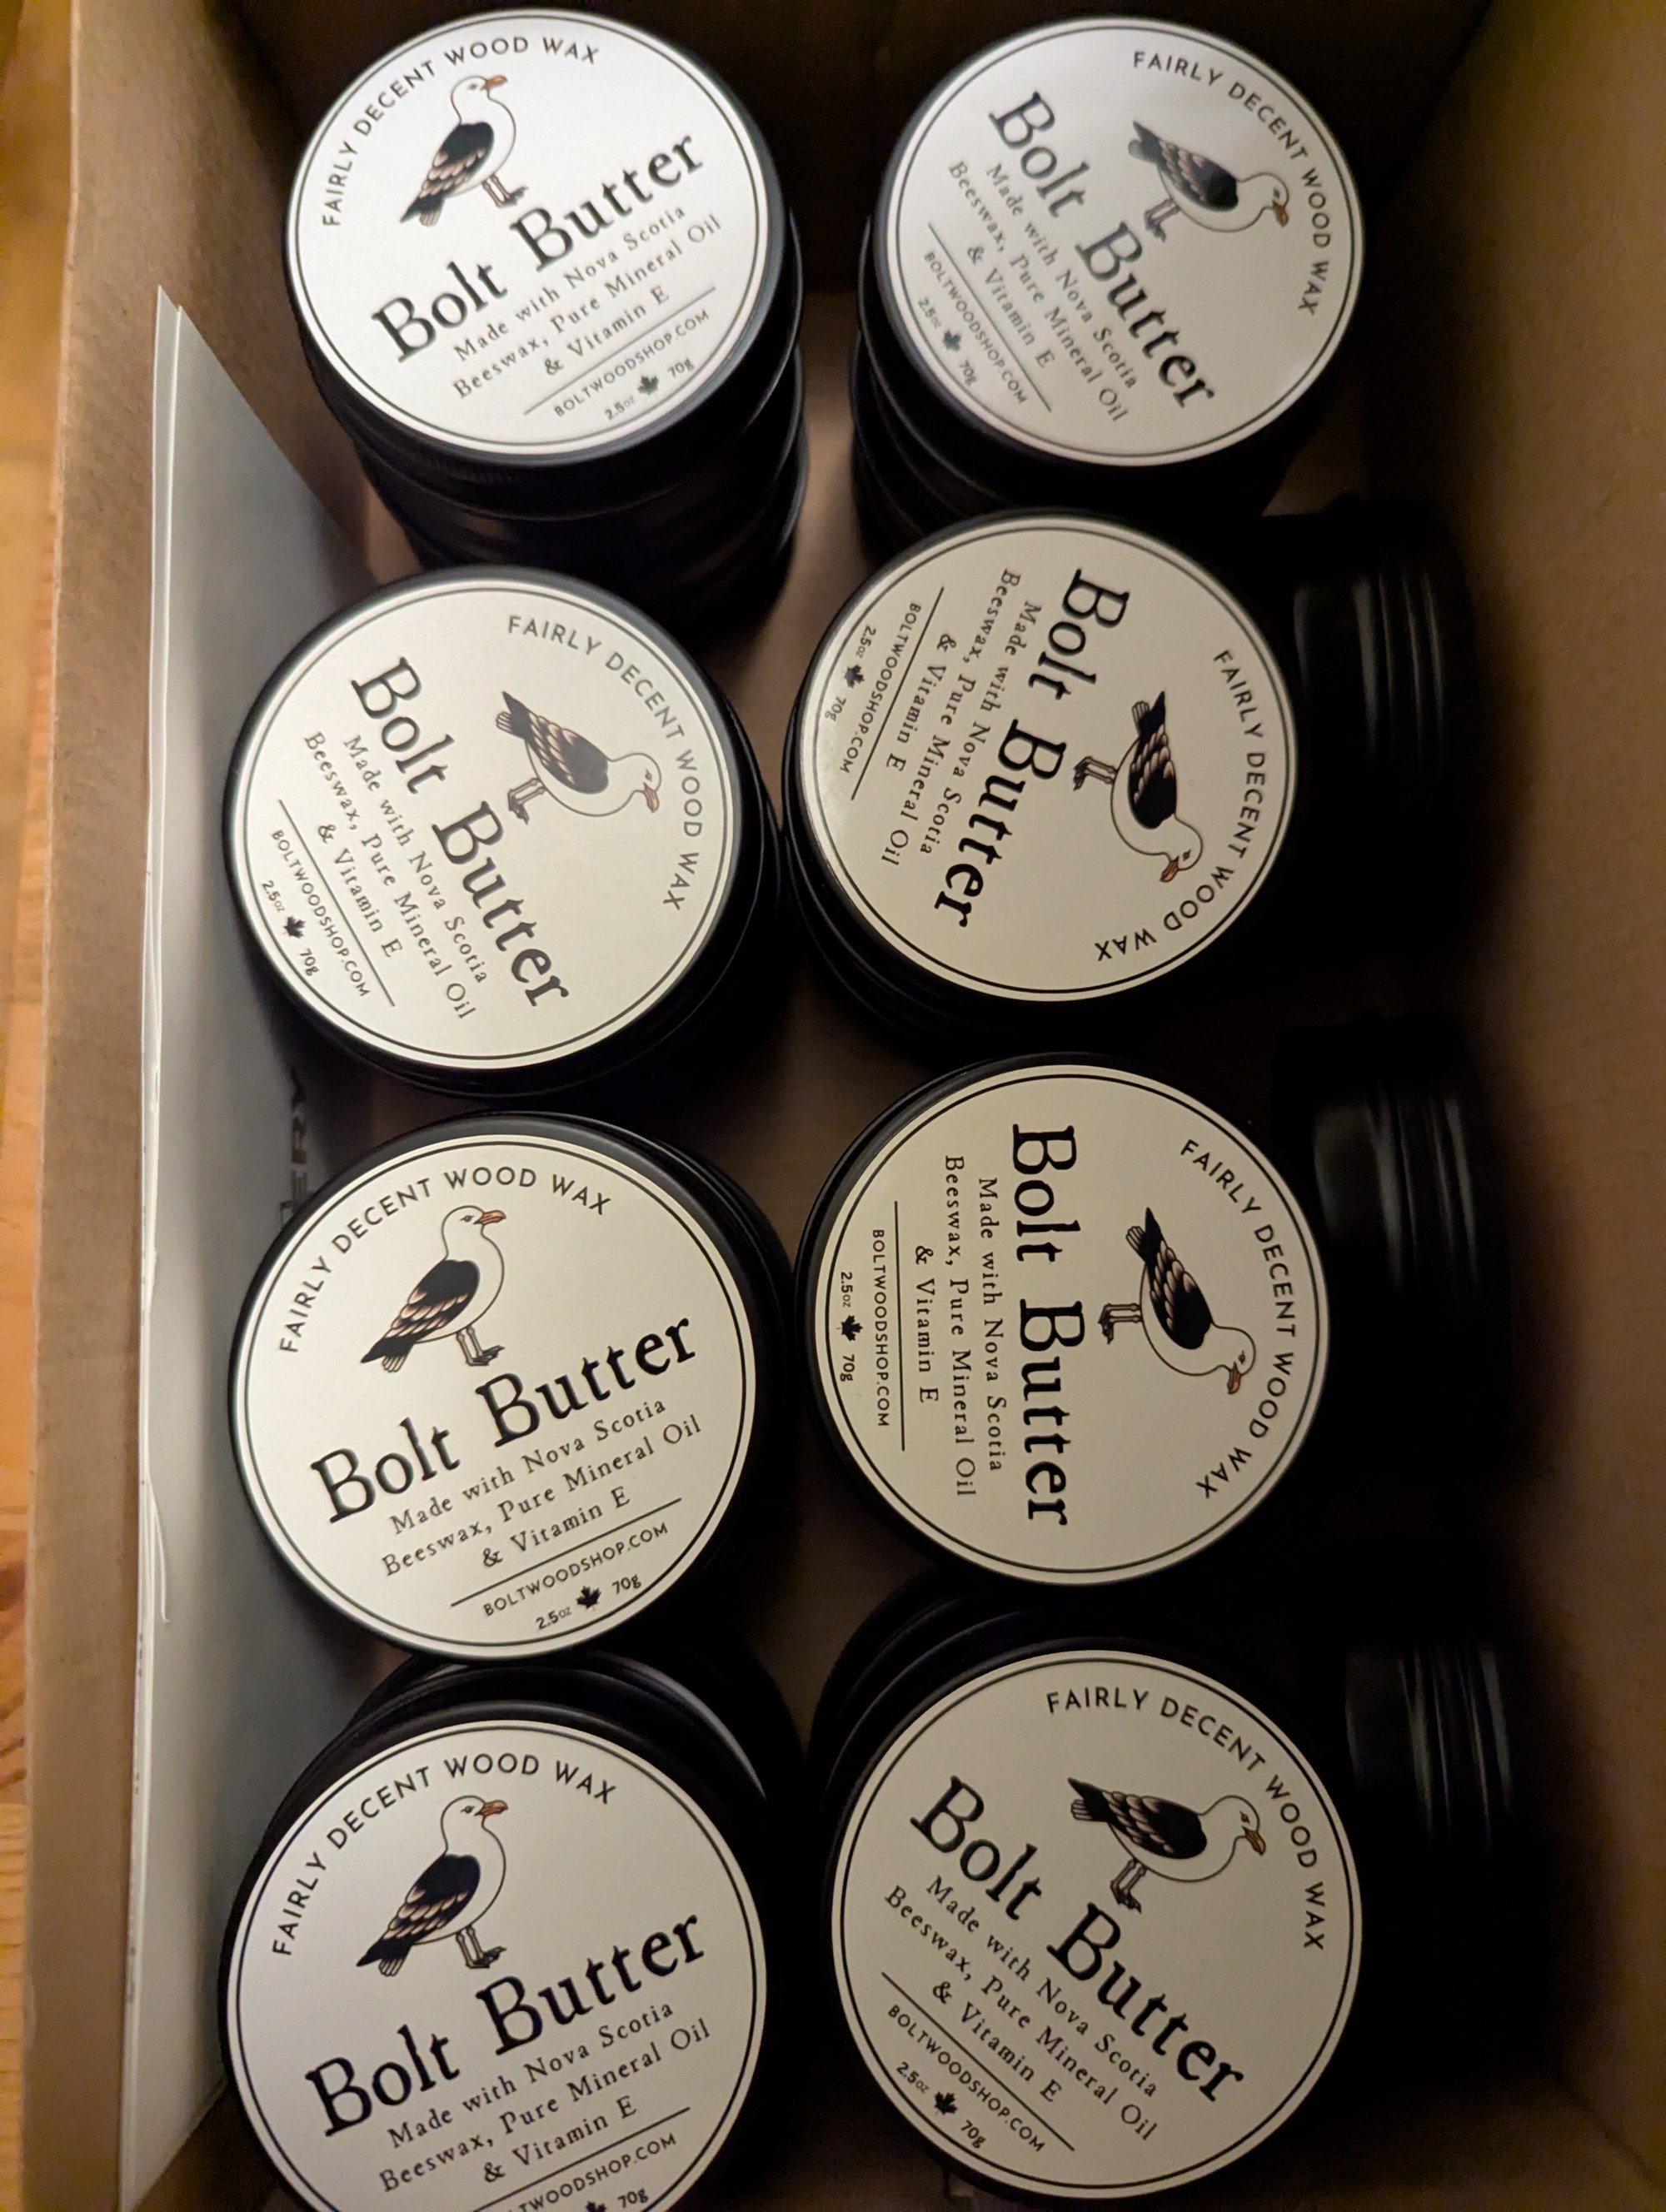 FAIRLY DECENT WOOD WAX
Bolt Butter
Made with Nova Scotia
Beeswax, Pure Mineral Oil
& Vitamin E
BOLTWOODSHOP.COM
2.5oz 70g
FAIRLY DECENT WOOD WAX
Bolt Butter
Made with Nova Scotia
Beeswax, Pure Mineral Oil
& Vitamin E
BOLTWOODSHOP.COM
2.5oz 70g
FAIRLY DECENT WOOD WAX
Bolt Butter
Made with Nova Scotia
Beeswax, Pure Mineral Oil
& Vitamin E
BOLTWOODSHOP.COM
2.5oz 70g
FAIRLY DECENT WOOD WAX
Bolt Butter
Made with Nova Scotia
Beeswax, Pure Mineral Oil
& Vitamin E
BOLTWOODSHOP.COM
2.5oz 70g
FAIRLY DECENT WOOD WAX
Bolt Butter
Made with Nova Scotia
Beeswax, Pure Mineral Oil
& Vitamin E
BOLTWOODSHOP.COM
2.5oz 70g
FAIRLY DECENT WOOD WAX
Bolt Butter
Made with Nova Scotia
Beeswax, Pure Mineral Oil
& Vitamin E
BOLTWOODSHOP.COM
2.5oz 70g
FAIRLY DECENT WOOD WAX
Bolt Butter
Made with Nova Scotia
Beeswax, Pure Mineral Oil
& Vitamin E
TWOODSHOP.COM
70g
FAIRLY DECENT WOOD WAX
Bolt Butter
Made with Nova Scotia
Beeswax, Pure Mineral Oil
& Vitamin E
BOLTWOODSHOP.COM
2.5oz 70g